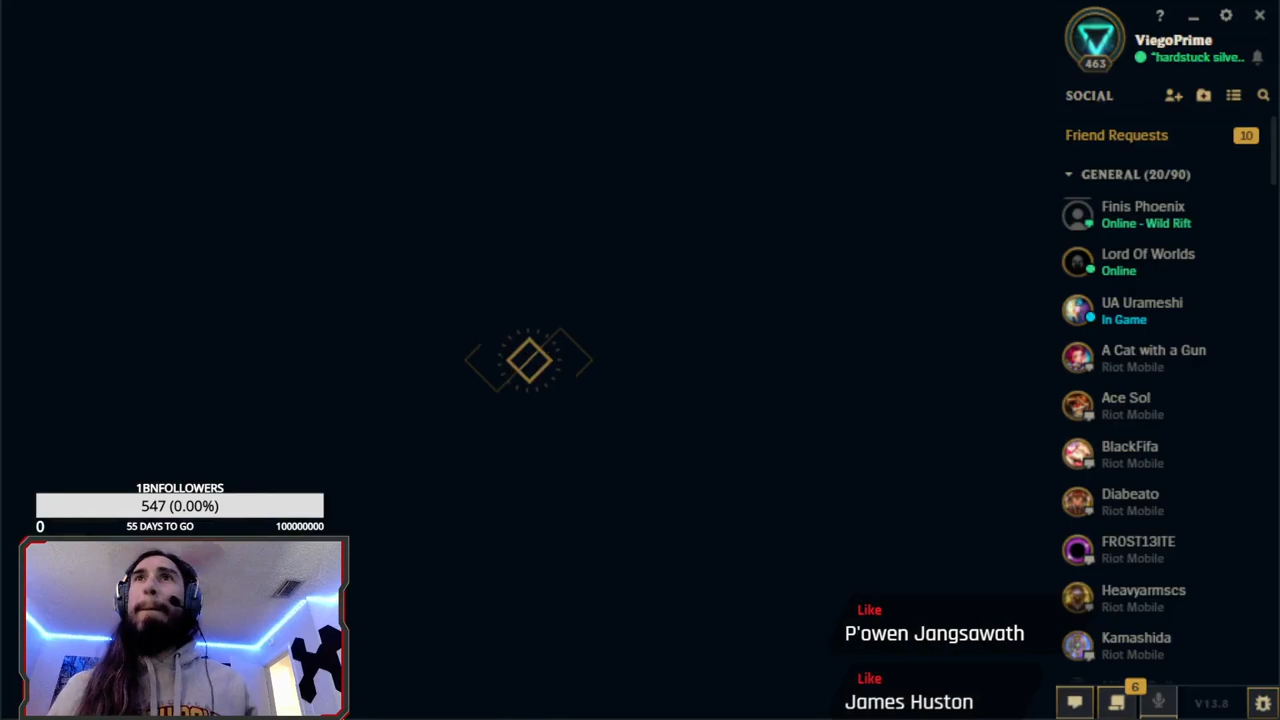 ?
ViegoPrime
463
"hardstuck silve..
SOCIAL
Friend Requests
10
GENERAL (20/90)
Finis Phoenix
Online - Wild Rift
Lord Of Worlds
Online
UA Urameshi
In Game
A Cat with a Gun
Riot Mobile
Ace Sol
Riot Mobile
BlackFifa
Riot Mobile
Diabeato
Riot Mobile
FR0ST13ITE
Riot Mobile
Heavyarmscs
Riot Mobile
Kamashida
Riot Mobile
6
V13.8
1BNFOLLOWERS
547 (0.00%)
0
55 DAYS TO GO
100000000
Like
P'owen Jangsawath
Like
James Huston